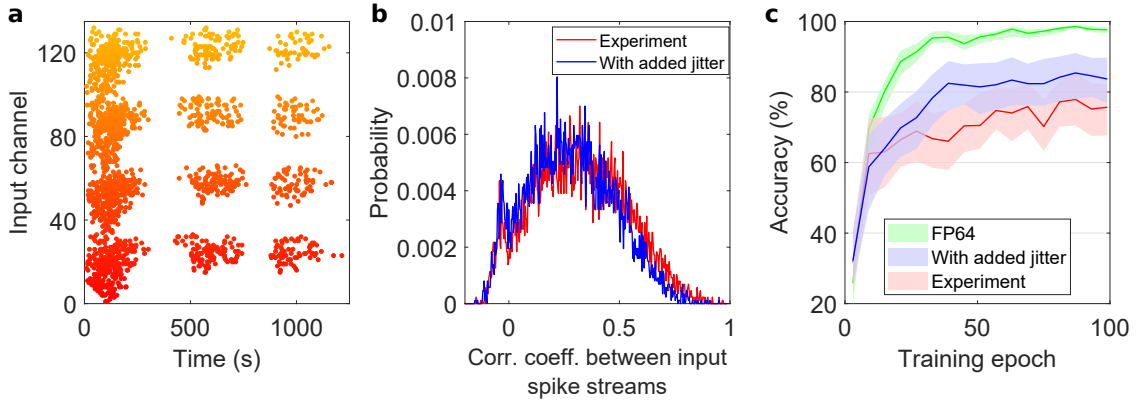 a
120
80
40
0
Input channel
0
500
1000
Time (s)
b
0.01
0.008
0.006
0.004
0.002
0
Probability
Experiment
With added jitter
0
0.5
1
Corr. coeff. between input
spike streams
c
100
80
60
40
20
Accuracy (%)
FP64
With added jitter
Experiment
0
50
100
Training epoch